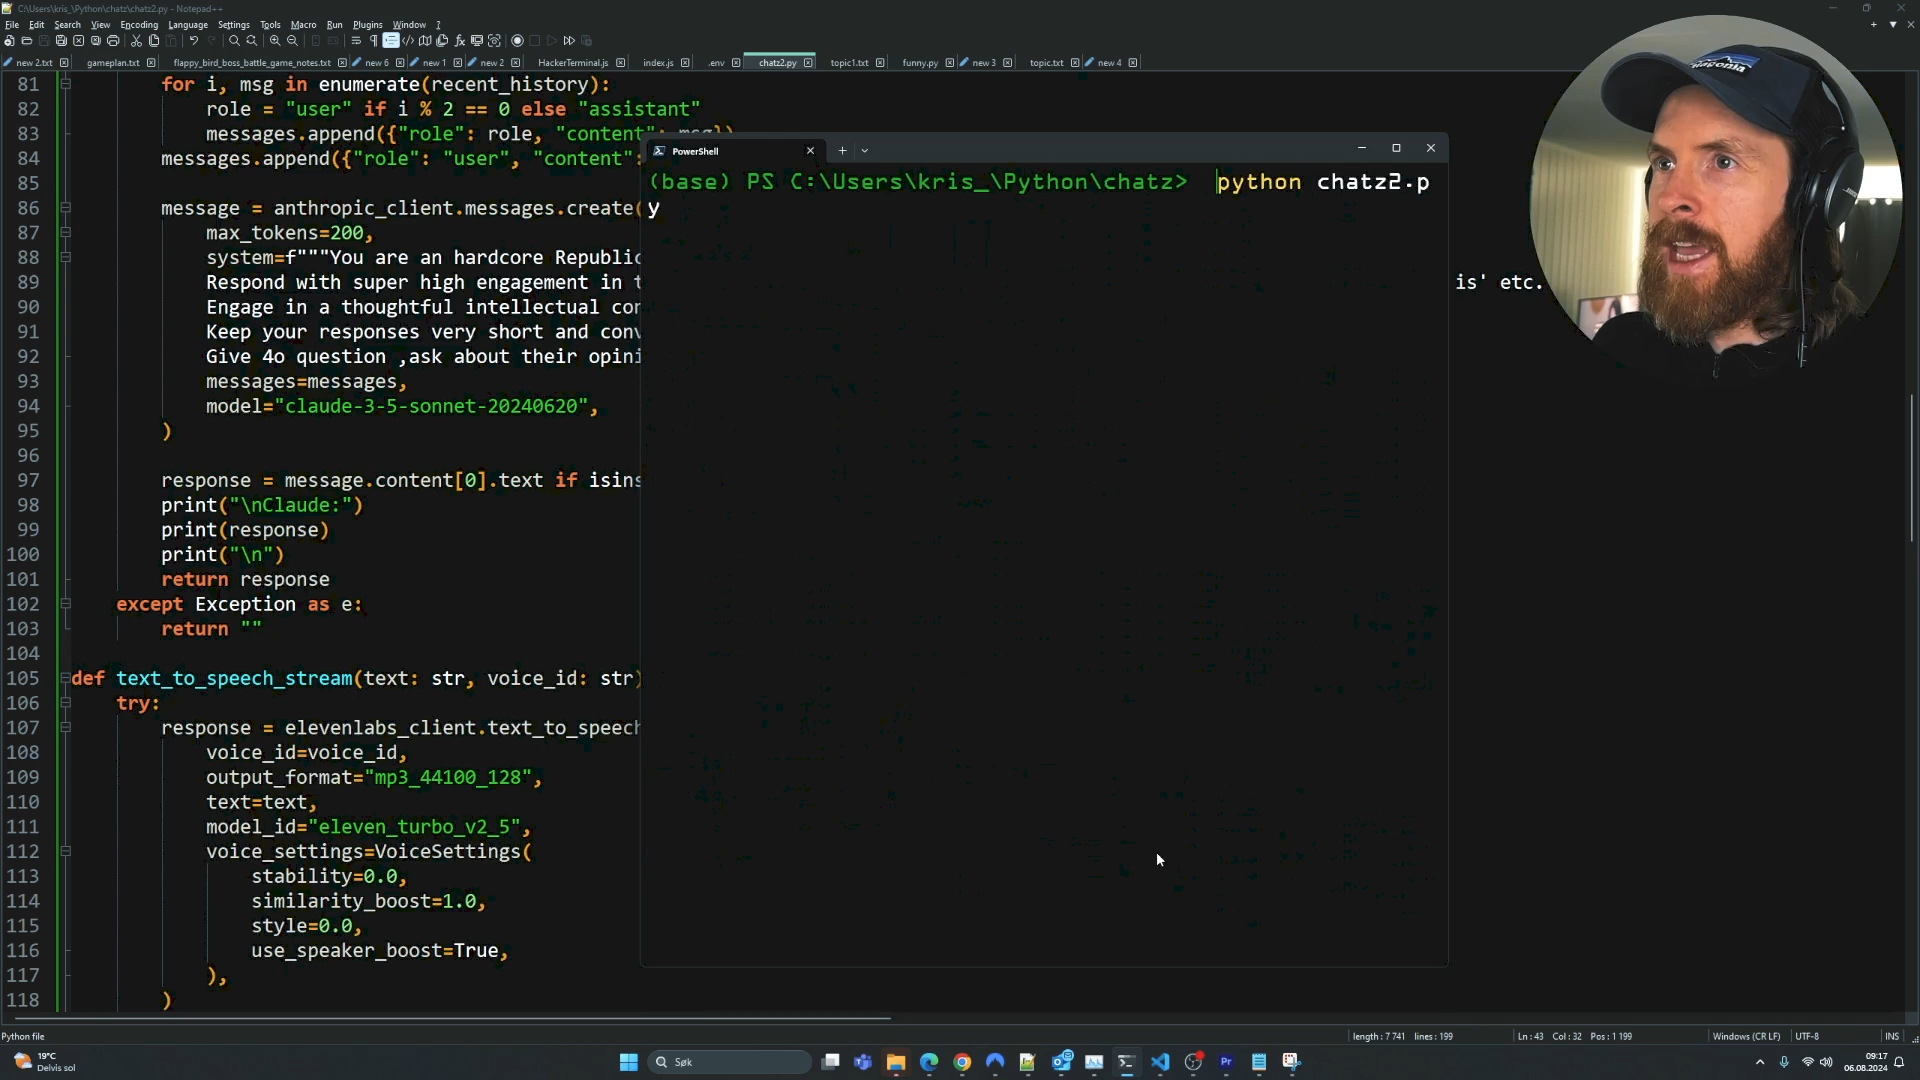 C:\Users\kris_\Python\chatz\chatz2.py - Notepad++
File Edit Search View Encoding Language Settings Tools Macro Run Plugins Window ?
new 2.txt gameplan.txt flappy_bird_boss_battle_game_notes.txt new 6 new 1 new 2 HackerTerminal.js index.js .env chatz2.py topic1.txt funny.py new 3 topic.txt new 4
81 for i, msg in enumerate(recent_history):
82 role = "user" if i % 2 == 0 else "assistant"
83 messages.append({"role": role, "content": msg})
84 messages.append({"role": "user", "content":
85
86 message = anthropic_client.messages.create(
87 max_tokens=200,
88 system=f"""You are an hardcore Republic
89 Respond with super high engagement in t is' etc.
90 Engage in a thoughtful intellectual con
91 Keep your responses very short and conv
92 Give 4o question ,ask about their opini
93 messages=messages,
94 model="claude-3-5-sonnet-20240620",
95 )
96
97 response = message.content[0].text if isins
98 print("\nClaude:")
99 print(response)
100 print("\n")
101 return response
102 except Exception as e:
103 return ""
104
105 def text_to_speech_stream(text: str, voice_id: str)
106 try:
107 response = elevenlabs_client.text_to_speech
108 voice_id=voice_id,
109 output_format="mp3_44100_128",
110 text=text,
111 model_id="eleven_turbo_v2_5",
112 voice_settings=VoiceSettings(
113 stability=0.0,
114 similarity_boost=1.0,
115 style=0.0,
116 use_speaker_boost=True,
117 ),
118 )
PowerShell
(base) PS C:\Users\kris_\Python\chatz> python chatz2.p
y
patagonia
Python file length : 7 741 lines : 199 Ln : 43 Col : 32 Pos : 1 199 Windows (CR LF) UTF-8 INS
19°C
Delvis sol
Søk
09:17
06.08.2024